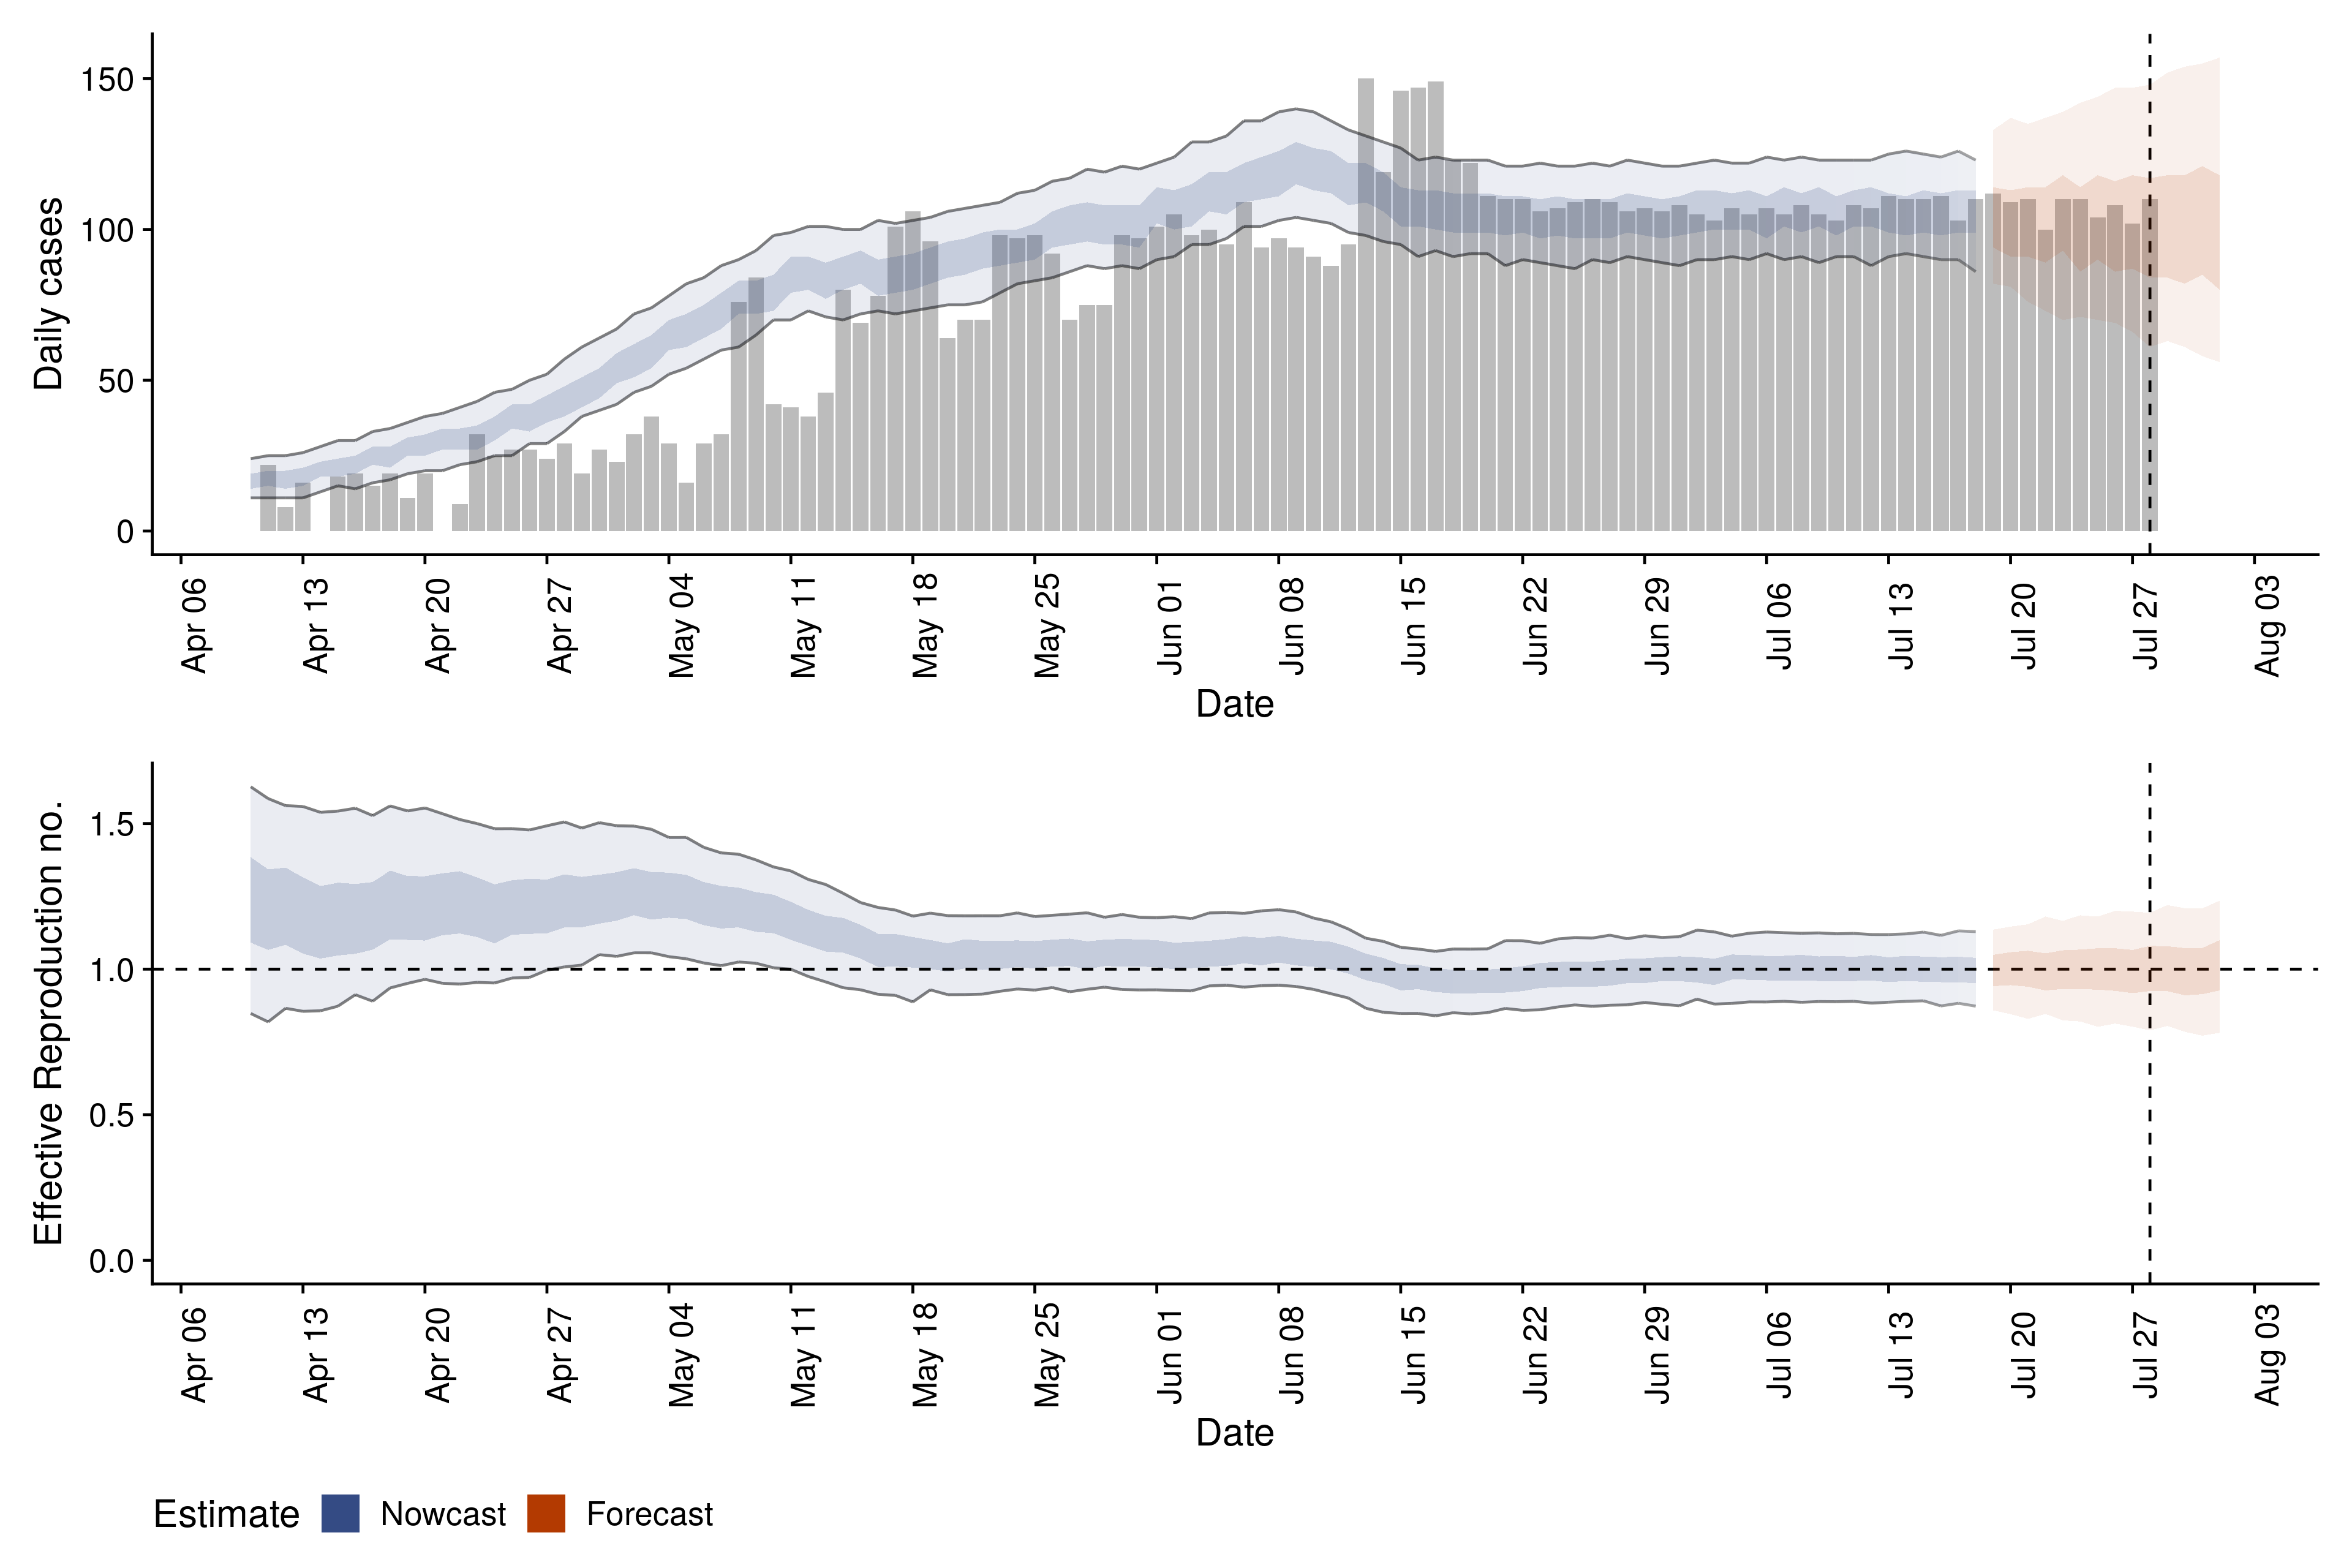 150
100
50
0
Daily cases
Apr 06
Apr 13
Apr 20
Apr 27
May 04
May 11
May 18
May 25
Jun 01
Jun 08
Jun 15
Jun 22
Jun 29
Jul 06
Jul 13
Jul 20
Jul 27
Aug 03
Date
1.5
1.0
0.5
0.0
Effective Reproduction no.
Apr 06
Apr 13
Apr 20
Apr 27
May 04
May 11
May 18
May 25
Jun 01
Jun 08
Jun 15
Jun 22
Jun 29
Jul 06
Jul 13
Jul 20
Jul 27
Aug 03
Date
Estimate Nowcast Forecast